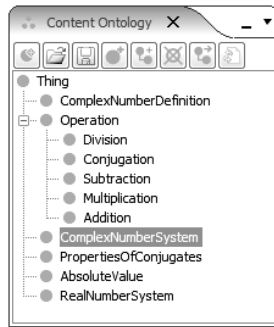 Content Ontology
Thing
ComplexNumberDefinition
Operation
Division
Conjugation
Subtraction
Multiplication
Addition
ComplexNumberSystem
PropertiesOfConjugates
AbsoluteValue
RealNumberSystem